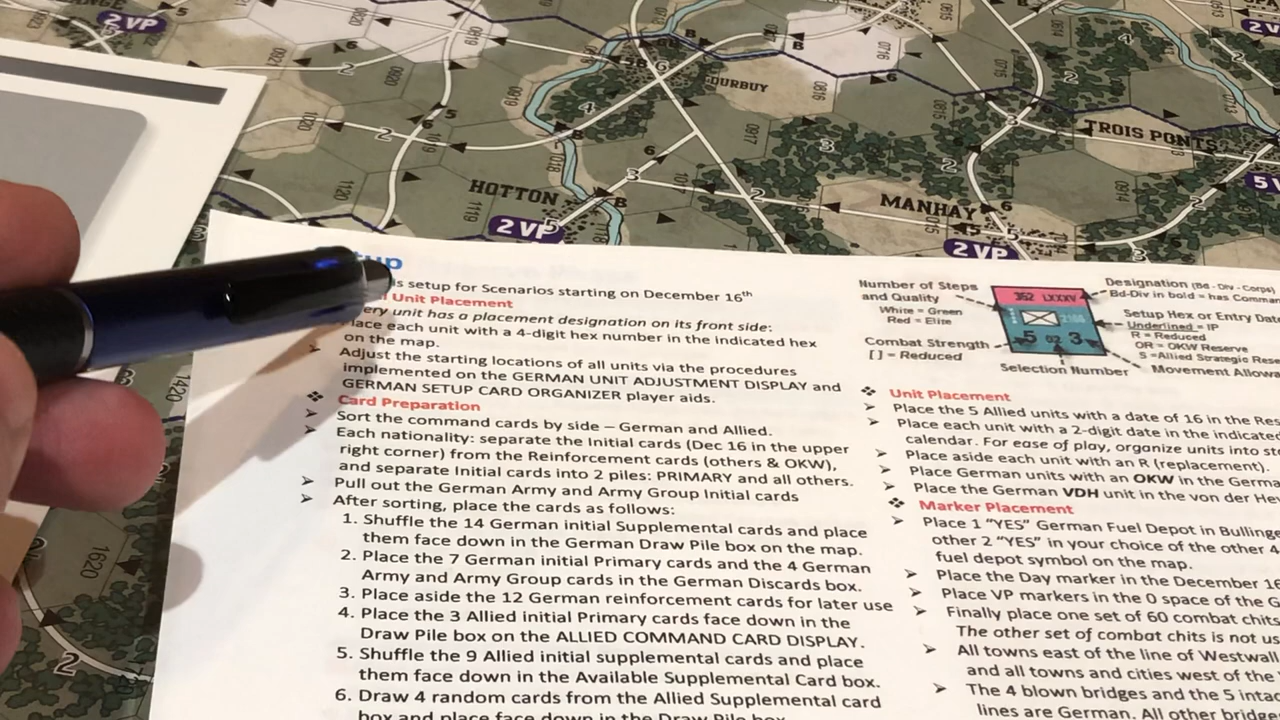 2 VP
DURBUY
TROIS PONTS
HOTTON
2 VP
MANHAY
2 VP
tup
is setup for Scenarios starting on December 16th
Unit Placement
ery unit has a placement designation on its front side:
lace each unit with a 4-digit hex number in the indicated hex
on the map.
Adjust the starting locations of all units via the procedures
implemented on the GERMAN UNIT ADJUSTMENT DISPLAY and
GERMAN SETUP CARD ORGANIZER player aids.
Card Preparation
Sort the command cards by side – German and Allied.
Each nationality: separate the Initial cards (Dec 16 in the upper
right corner) from the Reinforcement cards (others & OKW),
and separate Initial cards into 2 piles: PRIMARY and all others.
Pull out the German Army and Army Group Initial cards
After sorting, place the cards as follows:
1. Shuffle the 14 German initial Supplemental cards and place
them face down in the German Draw Pile box on the map.
2. Place the 7 German initial Primary cards and the 4 German
Army and Army Group cards in the German Discards box.
3. Place aside the 12 German reinforcement cards for later use
4. Place the 3 Allied initial Primary cards face down in the
Draw Pile box on the ALLIED COMMAND CARD DISPLAY.
5. Shuffle the 9 Allied initial supplemental cards and place
them face down in the Available Supplemental Card box.
6. Draw 4 random cards from the Allied Supplemental card
box and place face down in the Draw Pile box.
Number of Steps
and Quality
White = Green
Red = Elite
Combat Strength
[ ] = Reduced
362 LXXXV
5 02 3
Selection Number
Designation (Bd - Div - Corps)
Bd-Div in bold = has Comman
Setup Hex or Entry Date
Underlined = IP
R = Reduced
OR = OKW Reserve
S = Allied Strategic Rese
Movement Allowa
Unit Placement
Place the 5 Allied units with a date of 16 in the Res
Place each unit with a 2-digit date in the indicate
calendar. For ease of play, organize units into st
Place aside each unit with an R (replacement).
Place German units with an OKW in the Germa
Place the German VDH unit in the von der He
Marker Placement
Place 1 “YES” German Fuel Depot in Bulling
other 2 “YES” in your choice of the other 4
fuel depot symbol on the map.
Place the Day marker in the December 16
Place VP markers in the 0 space of the G
Finally place one set of 60 combat chits
The other set of combat chits is not us
All towns east of the line of Westwall
and all towns and cities west of the
The 4 blown bridges and the 5 intac
lines are German. All other bridge